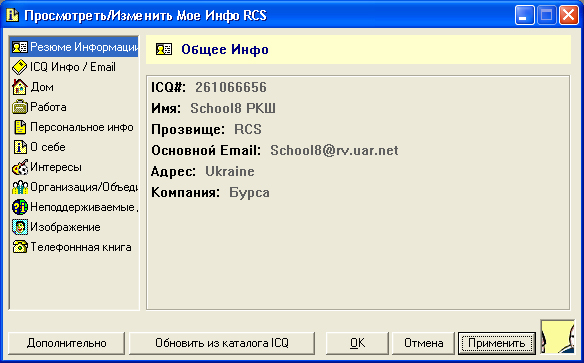 Просмотреть/Изменить Мое Инфо RCS
Резюме Информации
ICQ Инфо / Email
Дом
Работа
Персональное инфо
О себе
Интересы
Организация/Объеди
Неподдерживаемые.
Изображение
Телефоннная книга
Общее Инфо
ICQ#: 261066656
Имя: School8 РКШ
Прозвище: RCS
Основной Email: School8@rv.uar.net
Адрес: Ukraine
Компания: Бурса
Дополнительно
Обновить из каталога ICQ
OK
Отмена
Применить